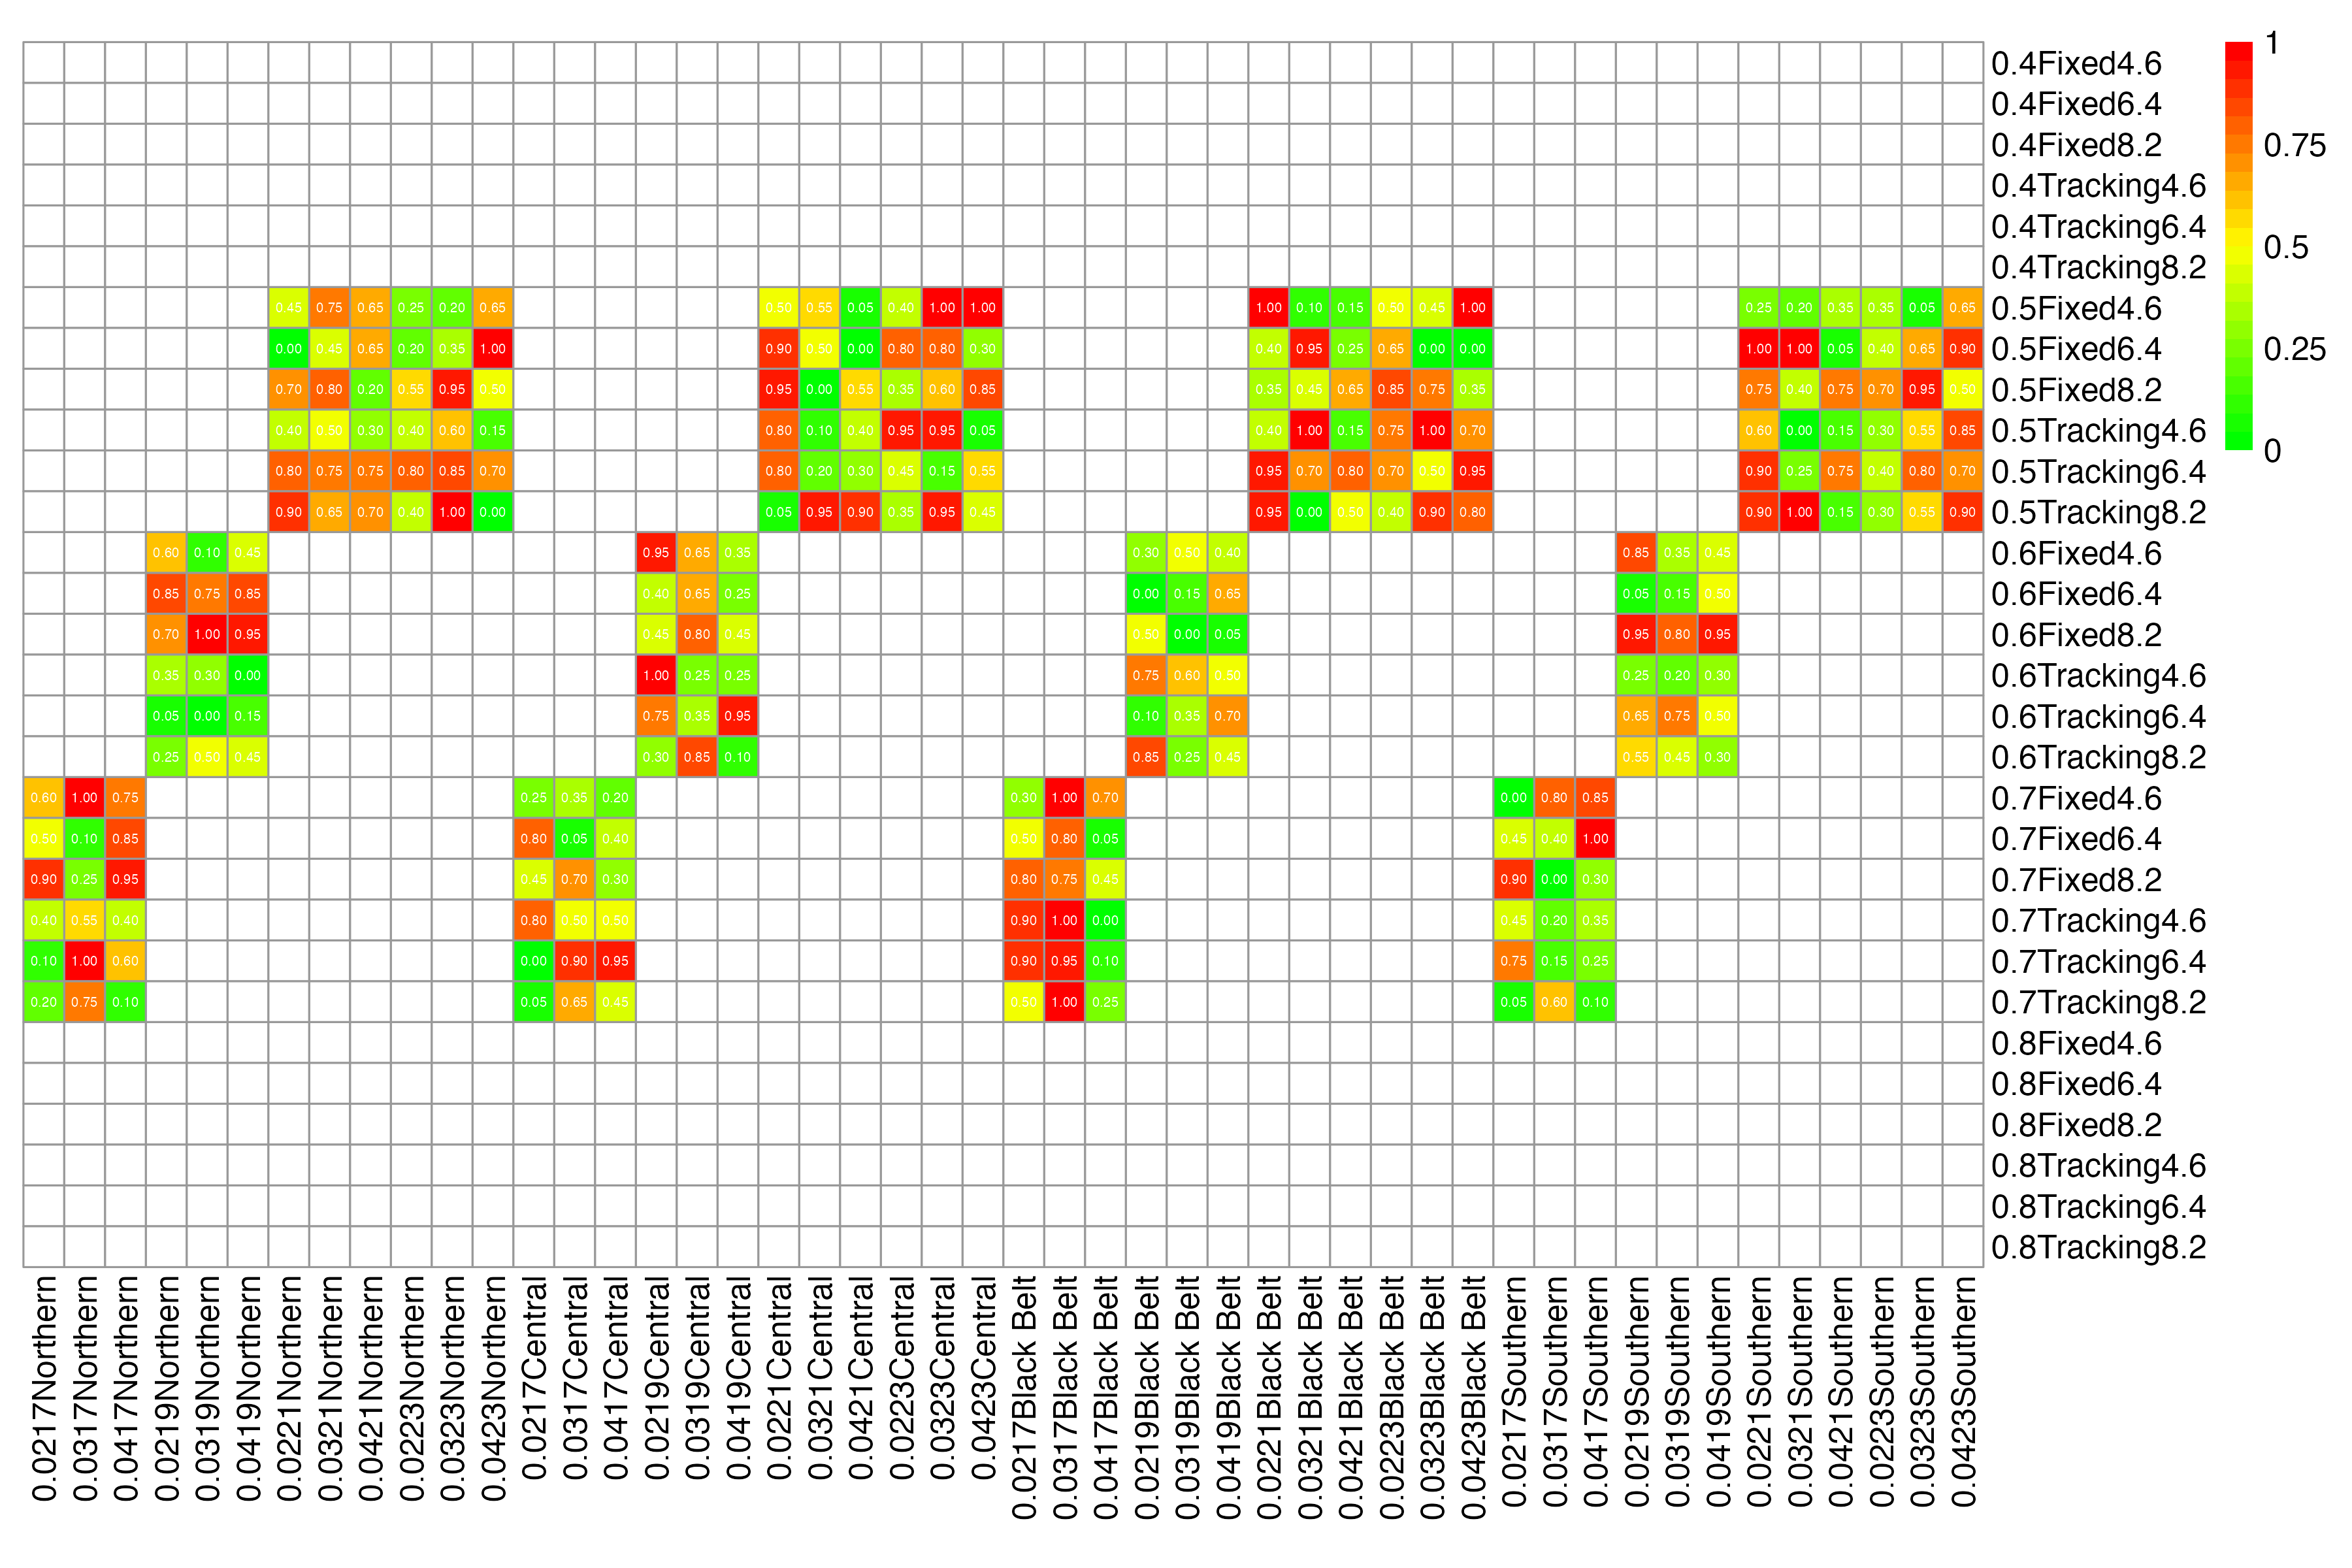 1
0.4Fixed4.6
0.4Fixed6.4
0.4Fixed8.2 0.75
0.4Tracking4.6
0.4Tracking6.4
0.5
0.4Tracking8.2
0.45 0.75 0.65 0.25 0.20 0.65 0.50 0.55 0.05 0.40 1.00 1.00 1.00 0.10 0.15 0.50 0.45 1.00 0.25 0.20 0.35 0.35 0.05 0.65 0.5Fixed4.6
0.00 0.45 0.65 0.20 0.35 1.00 0.90 0.50 0.00 0.80 0.80 0.30 0.40 0.95 0.25 0.65 0.00 0.00 1.00 1.00 0.05 0.40 0.65 0.90 0.5Fixed6.4 0.25
0.70 0.80 0.20 0.55 0.95 0.50 0.95 0.00 0.55 0.35 0.60 0.85 0.35 0.45 0.65 0.85 0.75 0.35 0.75 0.40 0.75 0.70 0.95 0.50 0.5Fixed8.2
0.40 0.50 0.30 0.40 0.60 0.15 0.80 0.10 0.40 0.95 0.95 0.05 0.40 1.00 0.15 0.75 1.00 0.70 0.60 0.00 0.15 0.30 0.55 0.85 0.5Tracking4.6
0
0.80 0.75 0.75 0.80 0.85 0.70 0.80 0.20 0.30 0.45 0.15 0.55 0.95 0.70 0.80 0.70 0.50 0.95 0.90 0.25 0.75 0.40 0.80 0.70 0.5Tracking6.4
0.90 0.65 0.70 0.40 1.00 0.00 0.05 0.95 0.90 0.35 0.95 0.45 0.95 0.00 0.50 0.40 0.90 0.80 0.90 1.00 0.15 0.30 0.55 0.90 0.5Tracking8.2
0.60 0.10 0.45 0.95 0.65 0.35 0.30 0.50 0.40 0.85 0.35 0.45 0.6Fixed4.6
0.85 0.75 0.85 0.40 0.65 0.25 0.00 0.15 0.65 0.05 0.15 0.50 0.6Fixed6.4
0.70 1.00 0.95 0.45 0.80 0.45 0.50 0.00 0.05 0.95 0.80 0.95 0.6Fixed8.2
0.35 0.30 0.00 1.00 0.25 0.25 0.75 0.60 0.50 0.25 0.20 0.30 0.6Tracking4.6
0.05 0.00 0.15 0.75 0.35 0.95 0.10 0.35 0.70 0.65 0.75 0.50 0.6Tracking6.4
0.25 0.50 0.45 0.30 0.85 0.10 0.85 0.25 0.45 0.55 0.45 0.30 0.6Tracking8.2
0.60 1.00 0.75 0.25 0.35 0.20 0.30 1.00 0.70 0.00 0.80 0.85 0.7Fixed4.6
0.50 0.10 0.85 0.80 0.05 0.40 0.50 0.80 0.05 0.45 0.40 1.00 0.7Fixed6.4
0.90 0.25 0.95 0.45 0.70 0.30 0.80 0.75 0.45 0.90 0.00 0.30 0.7Fixed8.2
0.40 0.55 0.40 0.80 0.50 0.50 0.90 1.00 0.00 0.45 0.20 0.35 0.7Tracking4.6
0.10 1.00 0.60 0.00 0.90 0.95 0.90 0.95 0.10 0.75 0.15 0.25 0.7Tracking6.4
0.20 0.75 0.10 0.05 0.65 0.45 0.50 1.00 0.25 0.05 0.60 0.10 0.7Tracking8.2
0.8Fixed4.6
0.8Fixed6.4
0.8Fixed8.2
0.8Tracking4.6
0.8Tracking6.4
0.8Tracking8.2
0.0217Northern
0.0317Northern
0.0417Northern
0.0219Northern
0.0319Northern
0.0419Northern
0.0221Northern
0.0321Northern
0.0421Northern
0.0223Northern
0.0323Northern
0.0423Northern
0.0217Central
0.0317Central
0.0417Central
0.0219Central
0.0319Central
0.0419Central
0.0221Central
0.0321Central
0.0421Central
0.0223Central
0.0323Central
0.0423Central
0.0217Black Belt
0.0317Black Belt
0.0417Black Belt
0.0219Black Belt
0.0319Black Belt
0.0419Black Belt
0.0221Black Belt
0.0321Black Belt
0.0421Black Belt
0.0223Black Belt
0.0323Black Belt
0.0423Black Belt
0.0217Southern
0.0317Southern
0.0417Southern
0.0219Southern
0.0319Southern
0.0419Southern
0.0221Southern
0.0321Southern
0.0421Southern
0.0223Southern
0.0323Southern
0.0423Southern